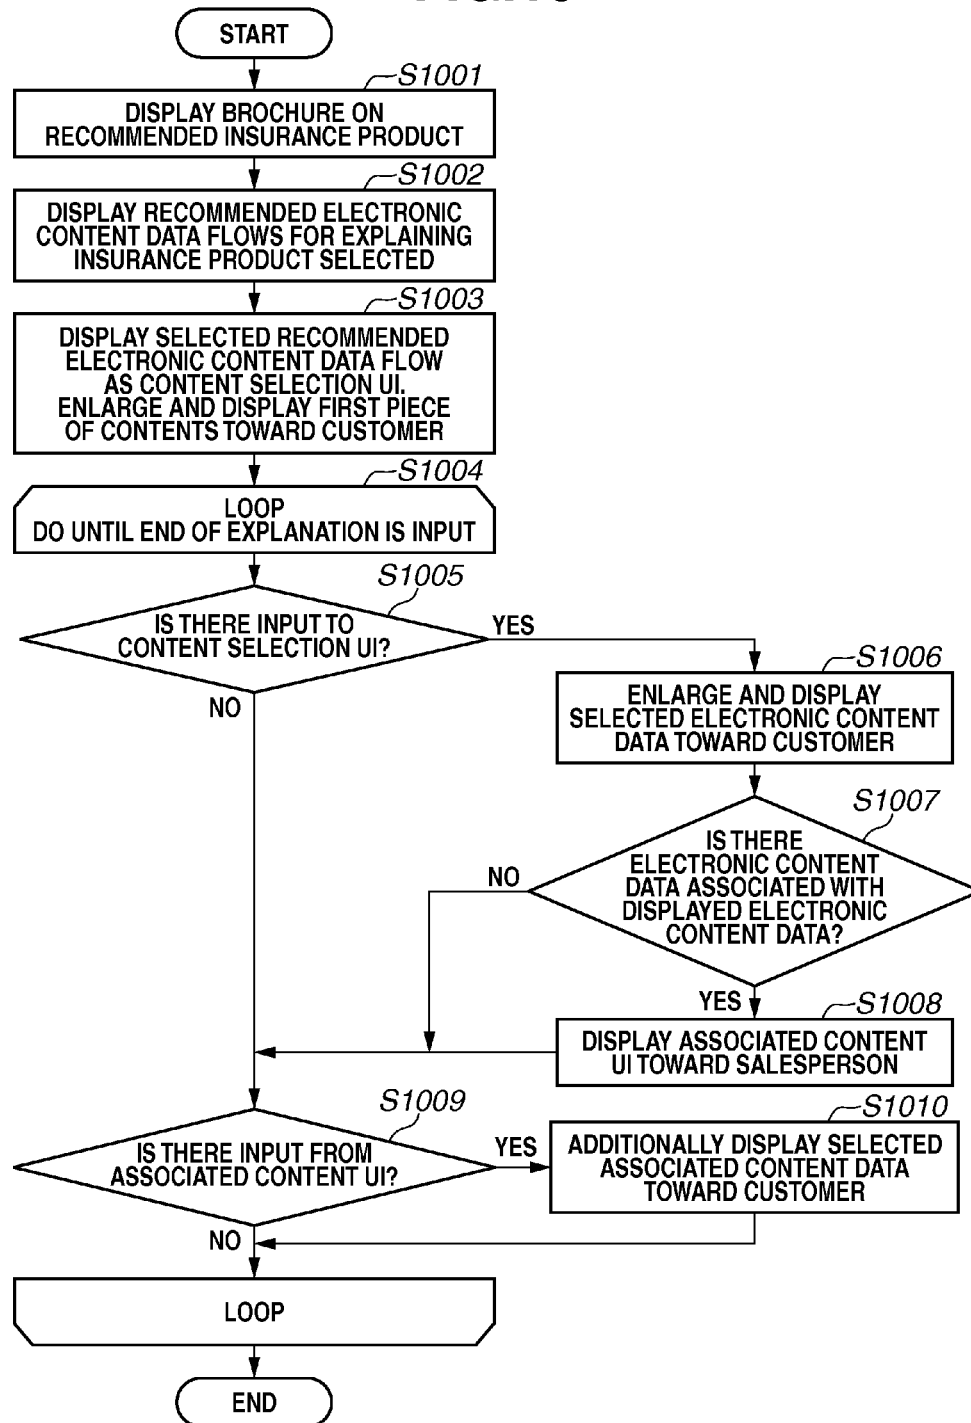 START
S1001
DISPLAY BROCHURE ON
RECOMMENDED INSURANCE PRODUCT
S1002
DISPLAY RECOMMENDED ELECTRONIC
CONTENT DATA FLOWS FOR EXPLAINING
INSURANCE PRODUCT SELECTED
S1003
DISPLAY SELECTED RECOMMENDED
ELECTRONIC CONTENT DATA FLOW
AS CONTENT SELECTION UI.
ENLARGE AND DISPLAY FIRST PIECE
OF CONTENTS TOWARD CUSTOMER
S1004
LOOP
DO UNTIL END OF EXPLANATION IS INPUT
S1005
IS THERE INPUT TO
CONTENT SELECTION UI?
YES
NO
S1006
ENLARGE AND DISPLAY
SELECTED ELECTRONIC CONTENT
DATA TOWARD CUSTOMER
S1007
IS THERE
ELECTRONIC CONTENT
DATA ASSOCIATED WITH
DISPLAYED ELECTRONIC
CONTENT DATA?
NO
YES
S1008
DISPLAY ASSOCIATED CONTENT
UI TOWARD SALESPERSON
S1009
IS THERE INPUT FROM
ASSOCIATED CONTENT UI?
YES
NO
S1010
ADDITIONALLY DISPLAY SELECTED
ASSOCIATED CONTENT DATA
TOWARD CUSTOMER
LOOP
END